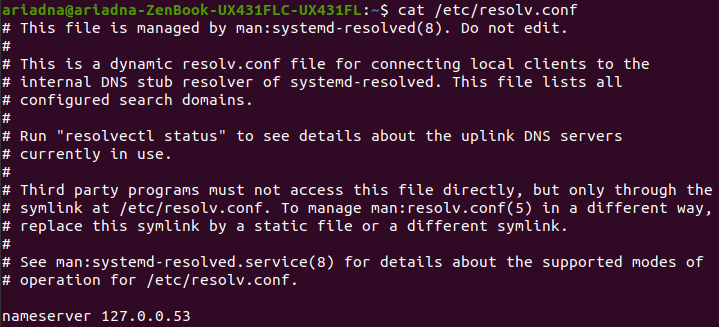 ariadna@ariadna-ZenBook-UX431FLC-UX431FL:~$ cat /etc/resolv.conf
# This file is managed by man:systemd-resolved(8). Do not edit.
#
# This is a dynamic resolv.conf file for connecting local clients to the
# internal DNS stub resolver of systemd-resolved. This file lists all
# configured search domains.
#
# Run "resolvectl status" to see details about the uplink DNS servers
# currently in use.
#
# Third party programs must not access this file directly, but only through the
# symlink at /etc/resolv.conf. To manage man:resolv.conf(5) in a different way,
# replace this symlink by a static file or a different symlink.
#
# See man:systemd-resolved.service(8) for details about the supported modes of
# operation for /etc/resolv.conf.

nameserver 127.0.0.53